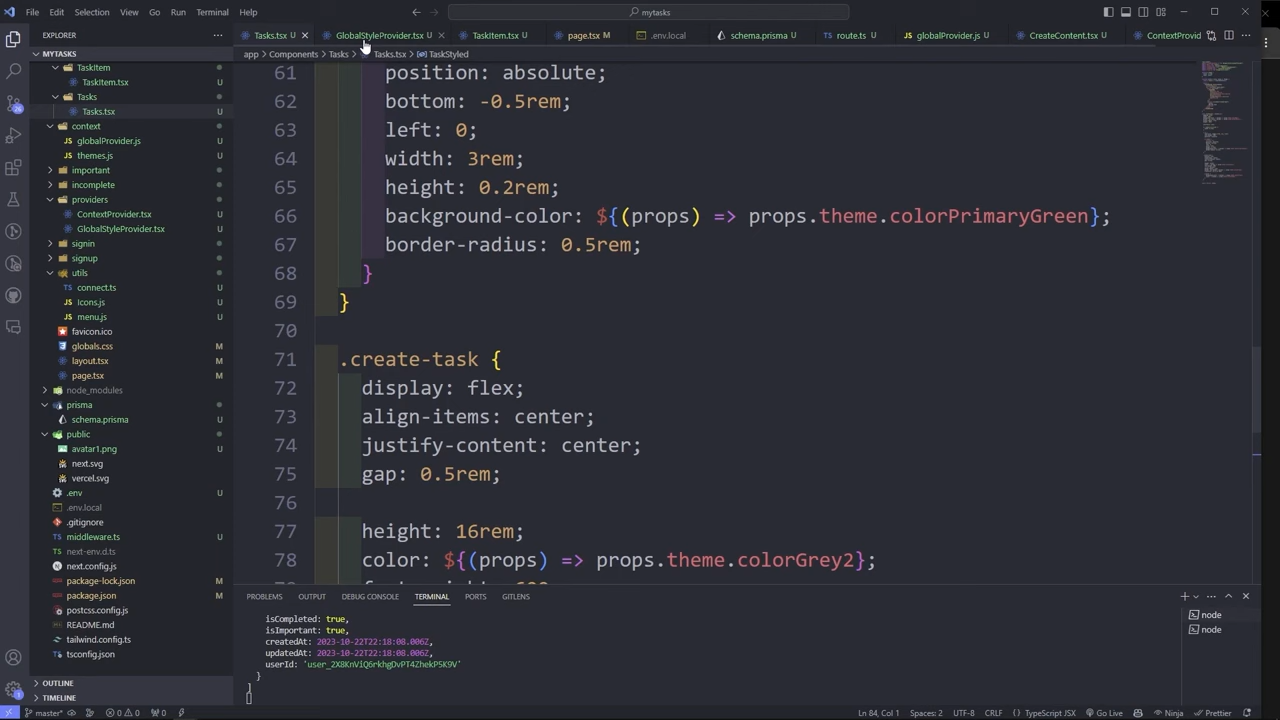 File Edit Selection View Go Run Terminal Help
mytasks
EXPLORER
MYTASKS
TaskItem
TaskItem.tsx U
Tasks
Tasks.tsx U
context
globalProvider.js U
themes.js U
important
incomplete
providers
ContextProvider.tsx U
GlobalStyleProvider.tsx U
signin
signup
utils
connect.ts U
Icons.js U
menu.js U
favicon.ico
globals.css M
layout.tsx M
page.tsx M
node_modules
prisma
schema.prisma U
public
avatar1.png U
next.svg
vercel.svg
.env U
.env.local
.gitignore
middleware.ts U
next-env.d.ts
next.config.js
package-lock.json M
package.json M
postcss.config.js
README.md
tailwind.config.ts
tsconfig.json
OUTLINE
TIMELINE
Tasks.tsx U GlobalStyleProvider.tsx U TaskItem.tsx U page.tsx M .env.local schema.prisma U route.ts U globalProvider.js U CreateContent.tsx U ContextProvid
app > Components > Tasks > Tasks.tsx > TaskStyled
61 position: absolute;
62 bottom: -0.5rem;
63 left: 0;
64 width: 3rem;
65 height: 0.2rem;
66 background-color: ${(props) => props.theme.colorPrimaryGreen};
67 border-radius: 0.5rem;
68 }
69 }
70
71 .create-task {
72 display: flex;
73 align-items: center;
74 justify-content: center;
75 gap: 0.5rem;
76
77 height: 16rem;
78 color: ${(props) => props.theme.colorGrey2};
PROBLEMS OUTPUT DEBUG CONSOLE TERMINAL PORTS GITLENS
isCompleted: true,
isImportant: true,
createdAt: 2023-10-22T22:18:08.006Z,
updatedAt: 2023-10-22T22:18:08.006Z,
userId: 'user_2X8KnViQ6rkhgDvPT4ZhekP5K9V'
}
]
node
node
master* 0 0 0 Ln 84, Col 1 Spaces: 2 UTF-8 CRLF TypeScript JSX Go Live Ninja Prettier